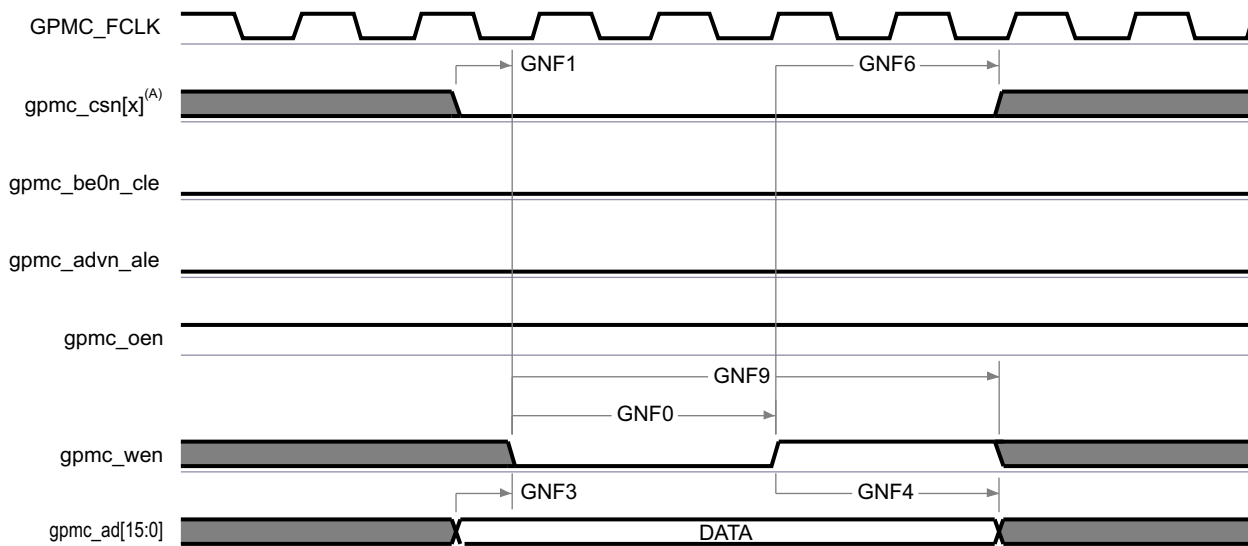 GPMC_FCLK
GNF1
GNF6
gpmc_csn[x](A)
gpmc_be0n_cle
gpmc_advn_ale
gpmc_oen
GNF9
GNF0
gpmc_wen
GNF3
GNF4
gpmc_ad[15:0]
DATA